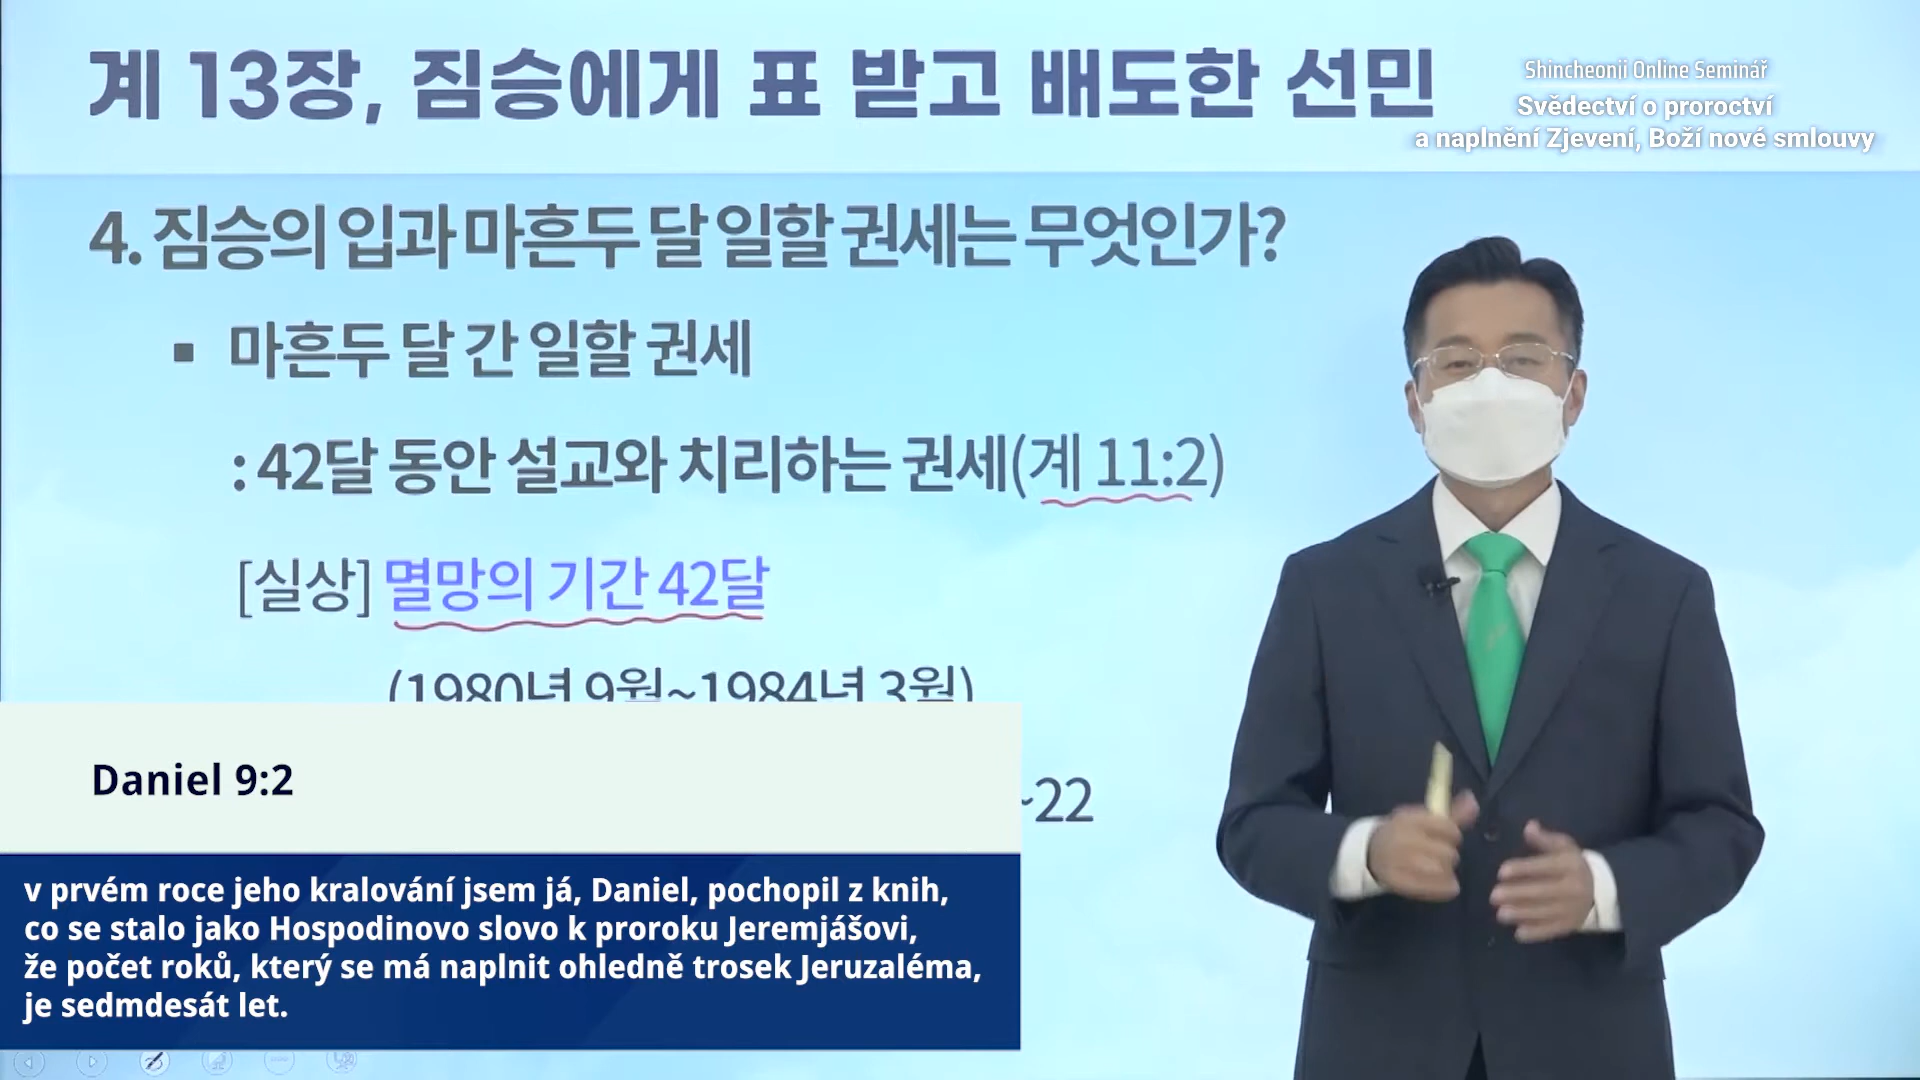 계 13장, 짐승에게 표 받고 배도한 선민
Shincheonji Online Seminář
Svědectví o proroctví
a naplnění Zjevení, Boží nové smlouvy
4. 짐승의 입과 마흔두 달 일할 권세는 무엇인가?
▪ 마흔두 달 간 일할 권세
: 42달 동안 설교와 치리하는 권세(계 11:2)
[실상] 멸망의 기간 42달
(1980년 9월~1984년 3월)
~22
Daniel 9:2
v prvém roce jeho kralování jsem já, Daniel, pochopil z knih,
co se stalo jako Hospodinovo slovo k proroku Jeremjášovi,
že počet roků, který se má naplnit ohledně trosek Jeruzaléma,
je sedmdesát let.